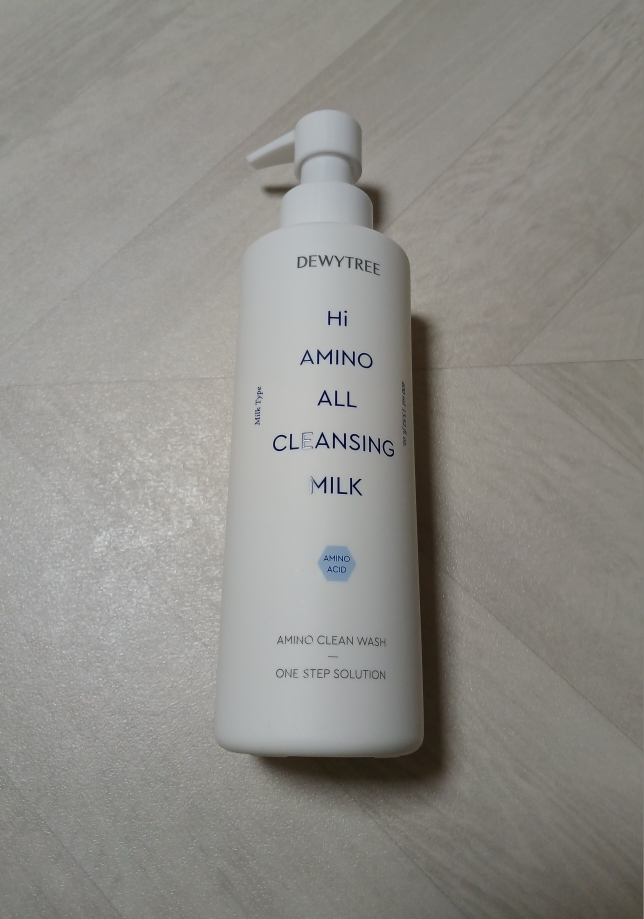 DEWYTREE
Hi
AMINO
ALL
CLEANSING
MILK
Milk Type
AMINO
ACID
AMINO CLEAN WASH
ONE STEP SOLUTION